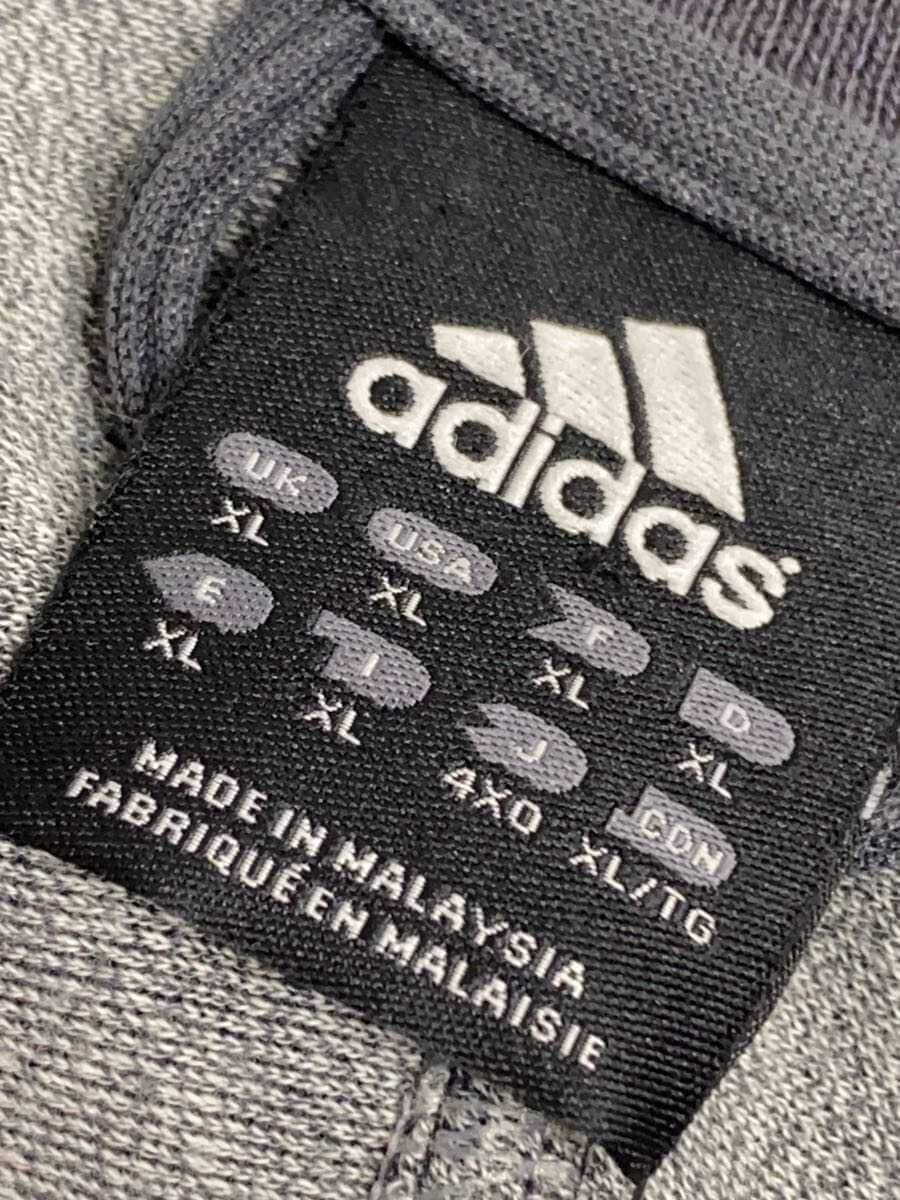 adidas
UK USA F D
XL XL XL XL
E I J CDN
XL XL 4XO XL/TG
MADE IN MALAYSIA
FABRIQUÉ EN MALAISIE